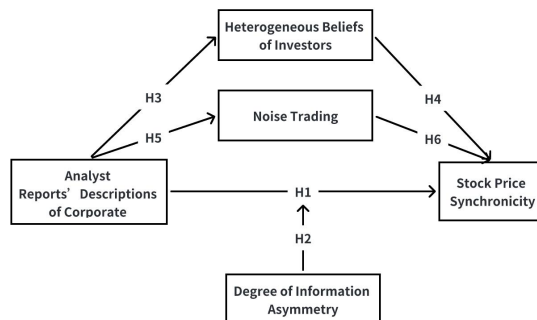 Heterogeneous Beliefs
of Investors
H3
H4
Noise Trading
H5
H6
Analyst
Reports’ Descriptions
of Corporate
H1
Stock Price
Synchronicity
H2
Degree of Information
Asymmetry